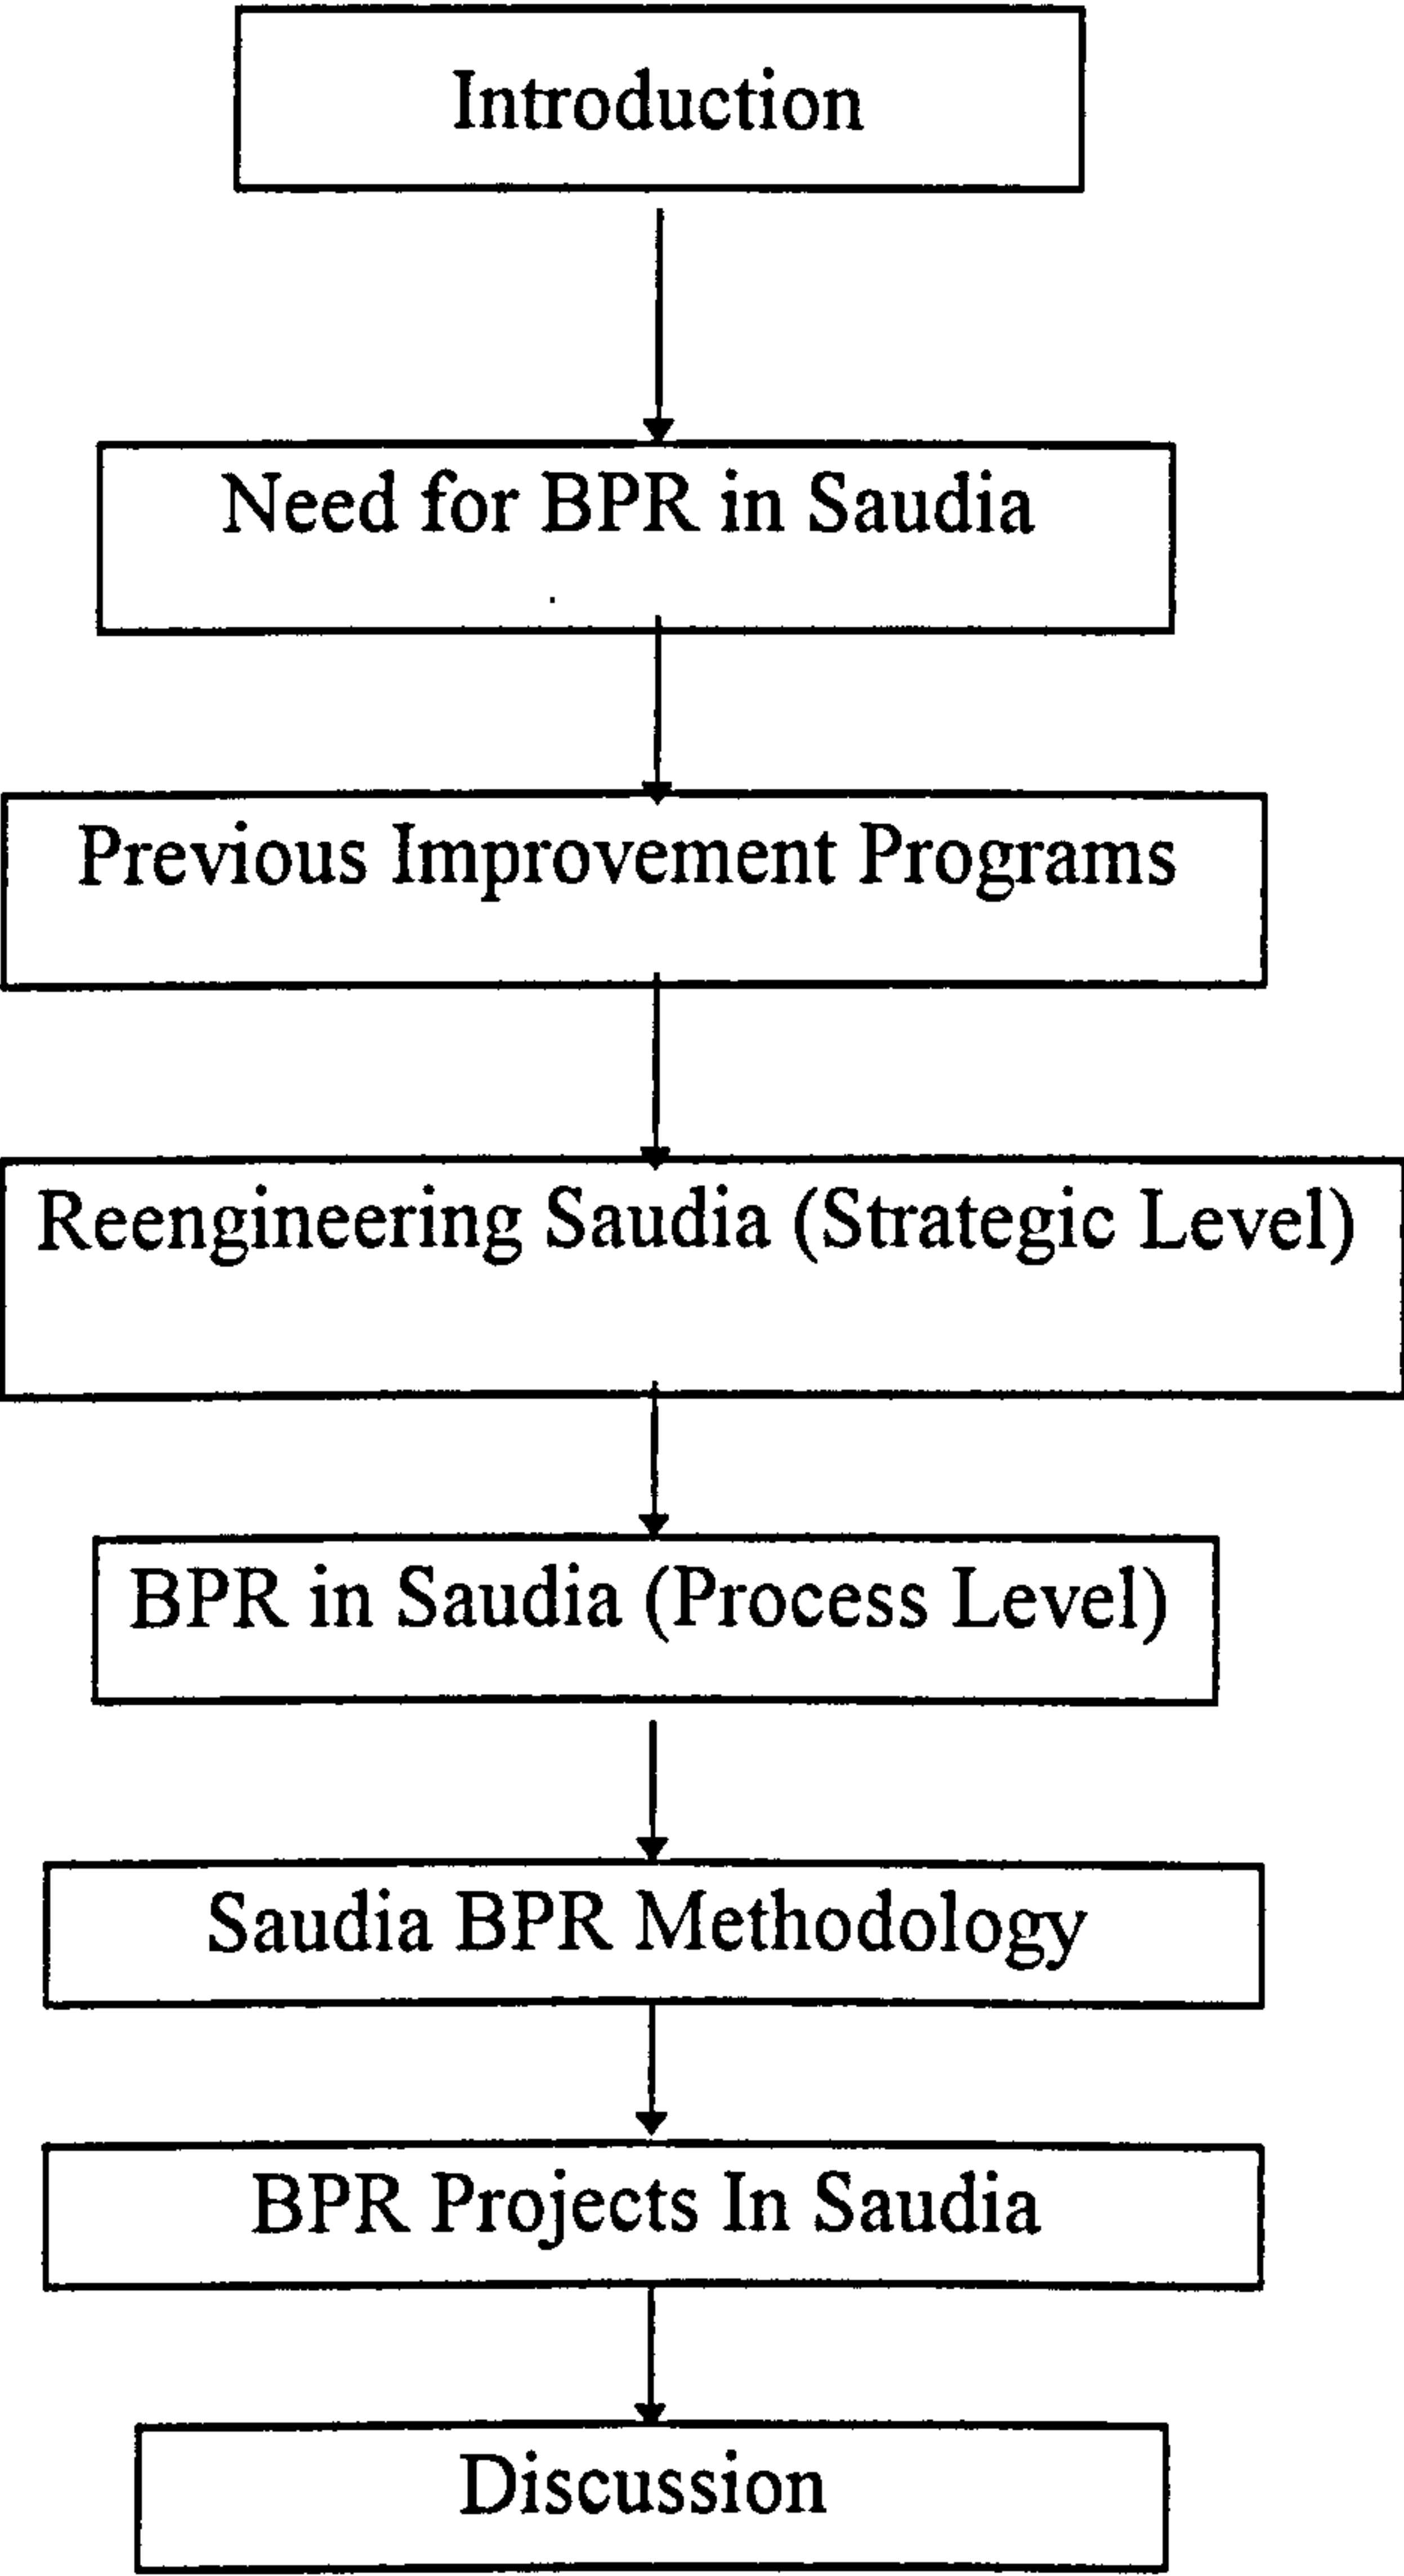 Introduction
Need for BPR in Saudia
Previous Improvement Programs
Reengineering Saudia (Strategic Level)
BPR in Saudia (Process Level)
Saudia BPR Methodology
BPR Projects In Saudia
Discussion